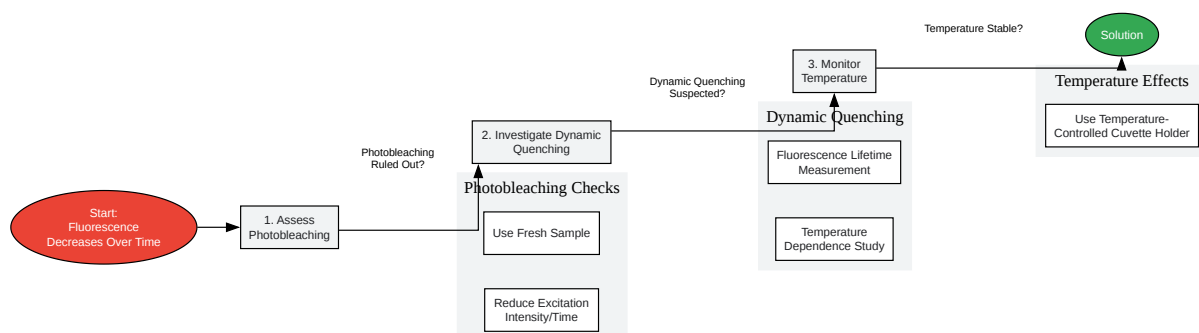 Start:
Fluorescence
Decreases Over Time
1. Assess
Photobleaching
Photobleaching
Ruled Out?
2. Investigate Dynamic
Quenching
Photobleaching Checks
Use Fresh Sample
Reduce Excitation
Intensity/Time
Dynamic Quenching
Suspected?
3. Monitor
Temperature
Dynamic Quenching
Fluorescence Lifetime
Measurement
Temperature
Dependence Study
Temperature Stable?
Solution
Temperature Effects
Use Temperature-
Controlled Cuvette Holder